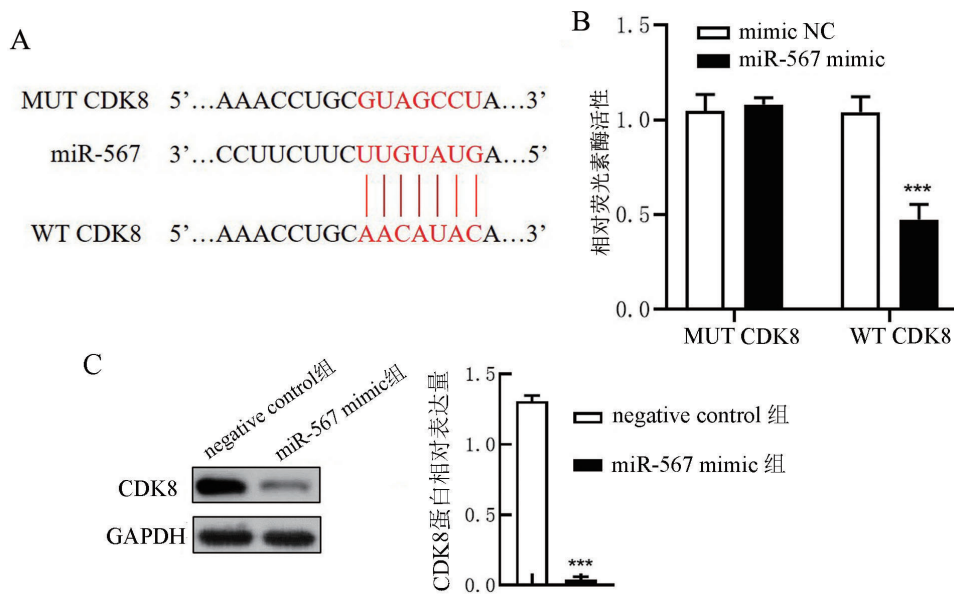 A
MUT CDK8 5’…AAACCUGCGUAGCCUA…3’
miR-567 3’…CCUUCUUCUUGUAUGA…5’
WT CDK8 5’…AAACCUGCAACAUACA…3’
B
相对荧光素酶活性
1.5
1.0
0.5
0.0
mimic NC
miR-567 mimic
***
MUT CDK8 WT CDK8
C
negative control组
miR-567 mimic组
CDK8
GAPDH
CDK8蛋白相对表达量
1.5
1.0
0.5
0.0
***
negative control 组
miR-567 mimic 组